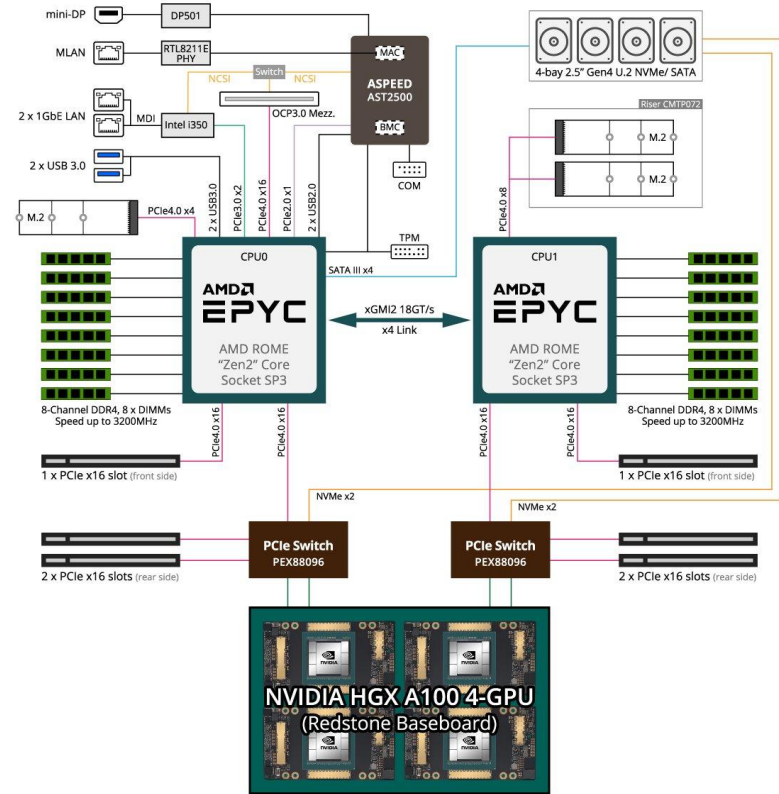 mini-DP
DP501
MLAN
RTL8211E
PHY
MAC
ASPEED
AST2500
BMC
NCSI
Switch
NCSI
OCP3.0 Mezz.
2 x 1GbE LAN
MDI
Intel i350
2 x USB 3.0
COM
TPM
4-bay 2.5” Gen4 U.2 NVMe/ SATA
Riser CMTP072
M.2
M.2
M.2
PCIe4.0 x4
2 x USB3.0
PCIe3.0 x2
PCIe4.0 x16
PCIe2.0 x1
2 x USB2.0
PCIe4.0 x8
SATA III x4
CPU0
AMD
EPYC
AMD ROME
“Zen2” Core
Socket SP3
xGMI2 18GT/s
x4 Link
CPU1
AMD
EPYC
AMD ROME
“Zen2” Core
Socket SP3
8-Channel DDR4, 8 x DIMMs
Speed up to 3200MHz
8-Channel DDR4, 8 x DIMMs
Speed up to 3200MHz
PCIe4.0 x16
PCIe4.0 x16
PCIe4.0 x16
PCIe4.0 x16
1 x PCIe x16 slot (front side)
1 x PCIe x16 slot (front side)
NVMe x2
NVMe x2
PCIe Switch
PEX88096
PCIe Switch
PEX88096
2 x PCIe x16 slots (rear side)
2 x PCIe x16 slots (rear side)
NVIDIA
NVIDIA
NVIDIA HGX A100 4-GPU
(Redstone Baseboard)
NVIDIA
NVIDIA